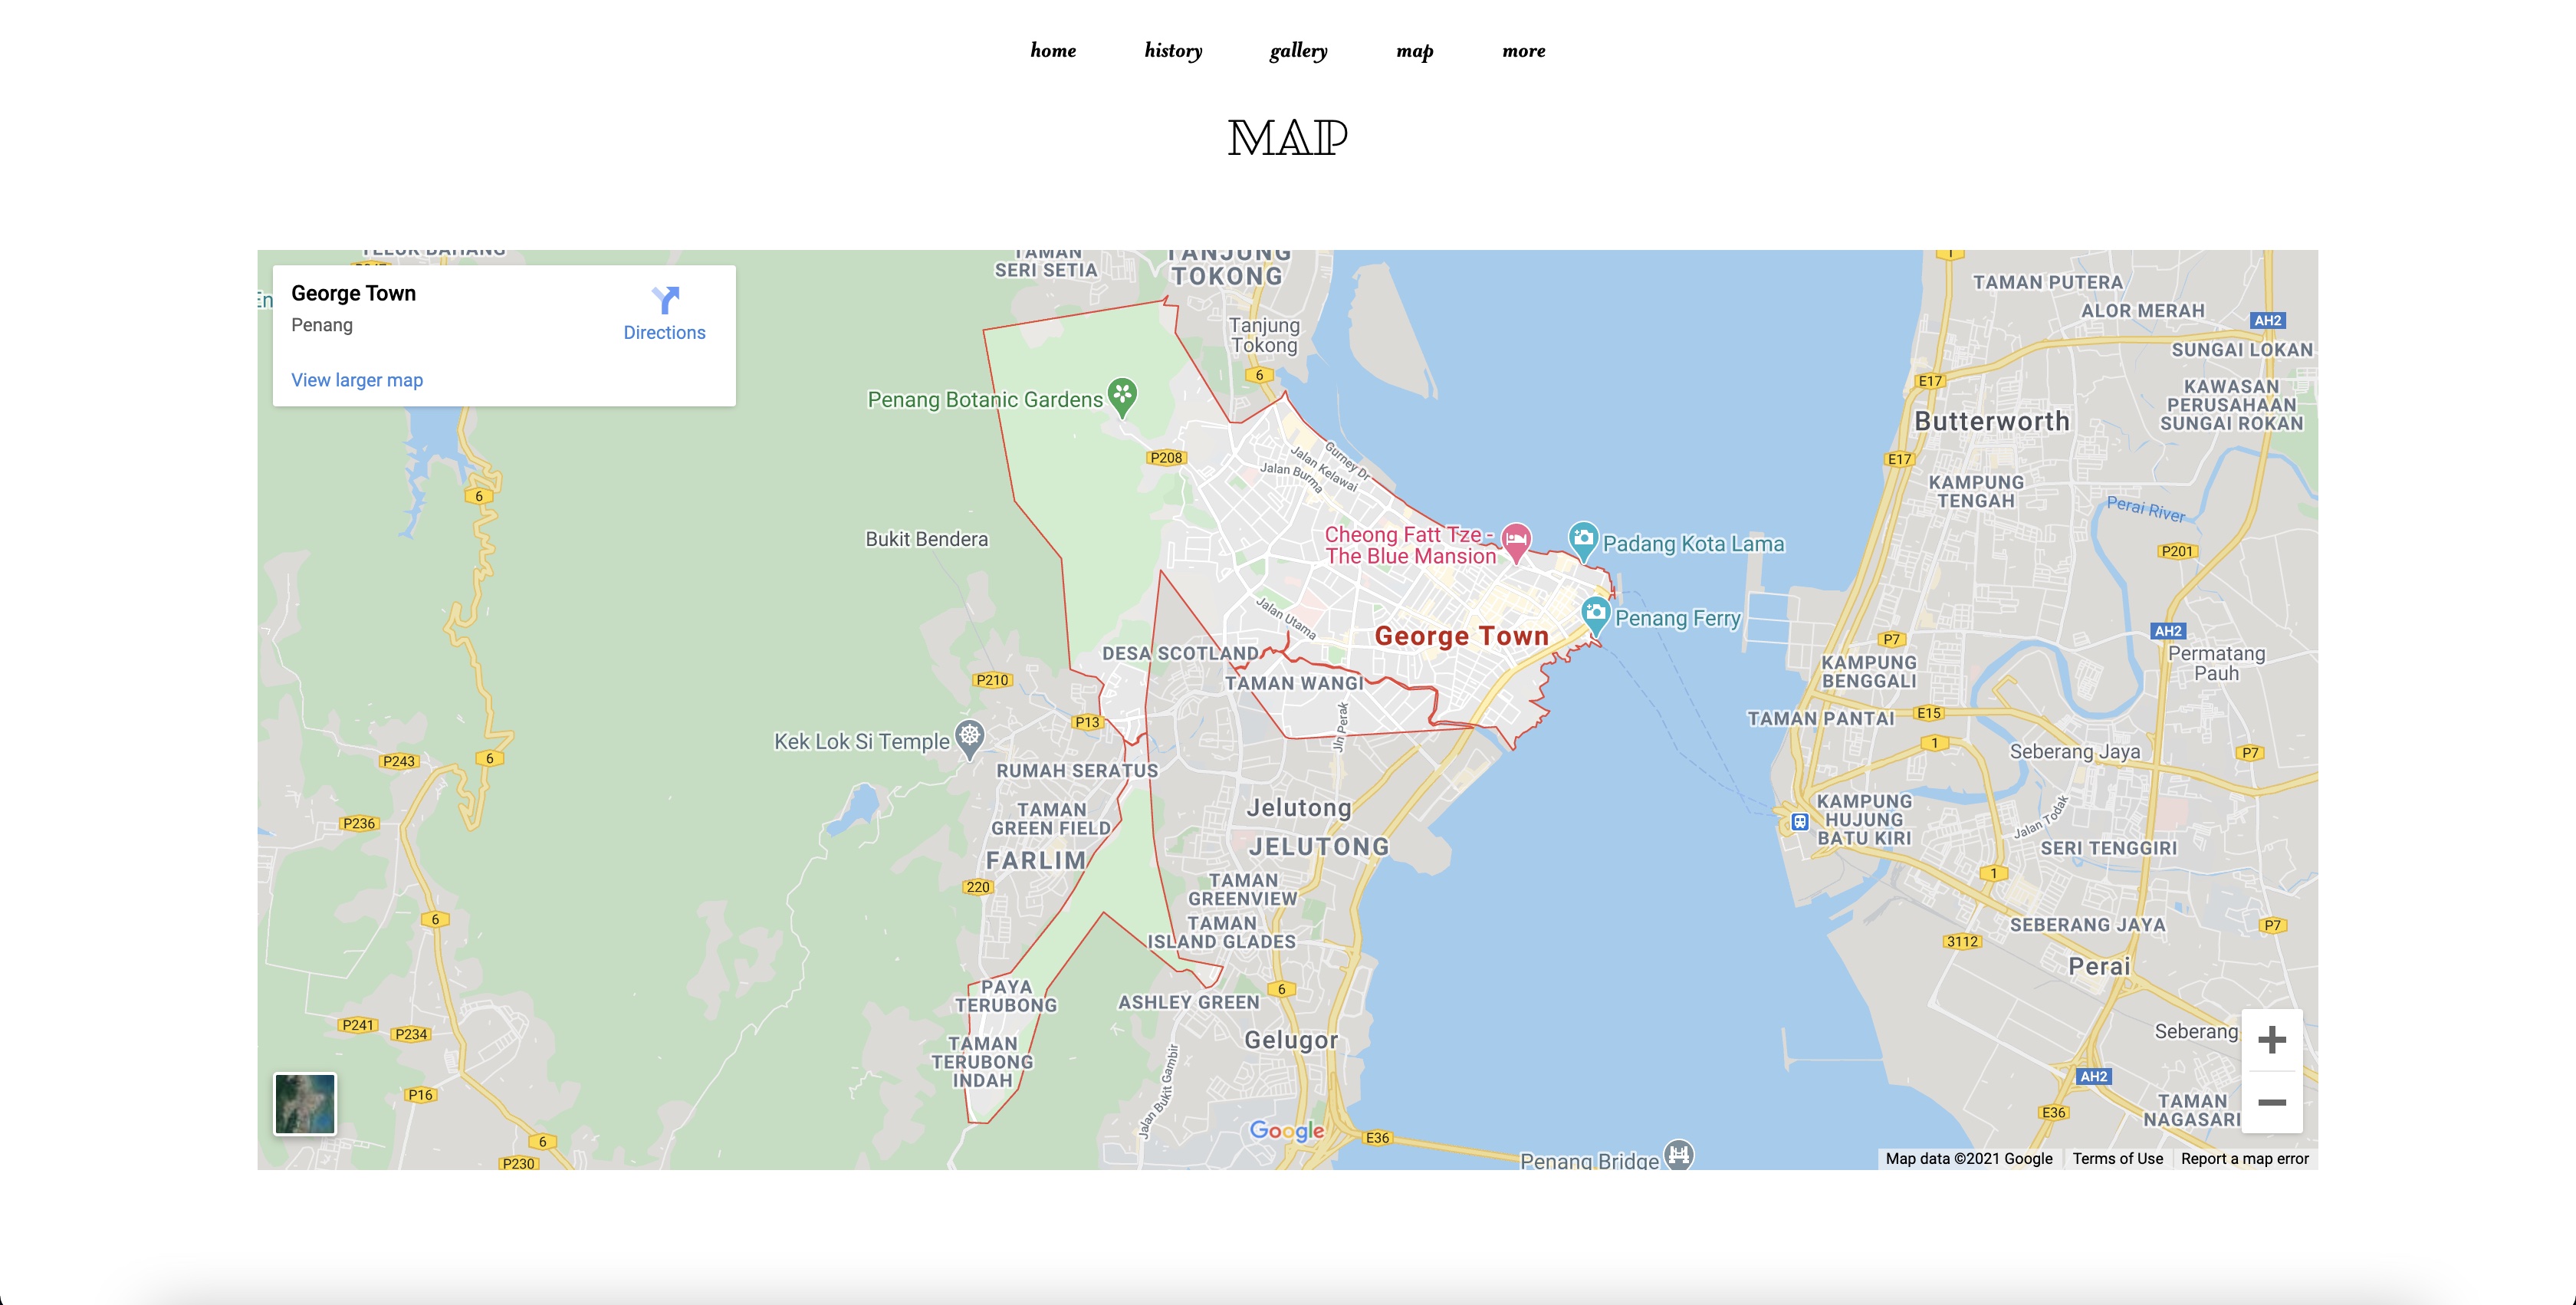 home history gallery map more
MAP
TELUK BAHANG
TAMAN
SERI SETIA
TANJUNG
TOKONG
George Town
Penang
Directions
View larger map
En
Tanjung
Tokong
6
1
TAMAN PUTERA
ALOR MERAH
AH2
SUNGAI LOKAN
E17
KAWASAN
PERUSAHAAN
SUNGAI ROKAN
Butterworth
Penang Botanic Gardens
P208
Gurney Dr
Jalan Kelawai
Jalan Burma
E17
KAMPUNG
TENGAH
Perai River
P201
6
Bukit Bendera
Cheong Fatt Tze -
The Blue Mansion
Padang Kota Lama
Jalan Utama
George Town
Penang Ferry
P7
AH2
Permatang
Pauh
KAMPUNG
BENGGALI
DESA SCOTLAND
TAMAN WANGI
P210
P13
Jln Perak
TAMAN PANTAI
E15
1
Seberang Jaya
P7
Kek Lok Si Temple
P243
6
RUMAH SERATUS
TAMAN
GREEN FIELD
Jelutong
JELUTONG
FARLIM
P236
220
KAMPUNG
HUJUNG
BATU KIRI
Jalan Todak
SERI TENGGIRI
1
TAMAN
GREENVIEW
TAMAN
ISLAND GLADES
6
SEBERANG JAYA
P7
3112
Perai
PAYA
TERUBONG
ASHLEY GREEN
6
P241
P234
Gelugor
Seberang
TAMAN
TERUBONG
INDAH
Jalan Bukit Gambir
P16
AH2
E36
TAMAN
NAGASARI
6
P230
Google
E36
Penang Bridge
Map data ©2021 Google
Terms of Use
Report a map error